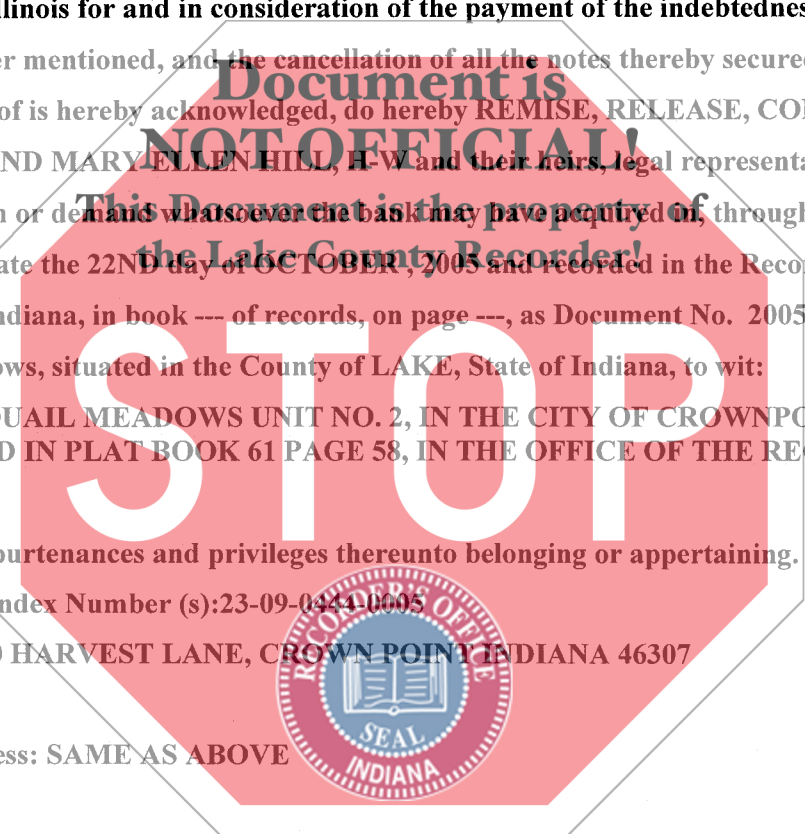 llinois for and in consideration of the payment of the indebtednes
er mentioned, and the cancellation of all the notes thereby secure
Document is
of is hereby acknowledged, do hereby REMISE, RELEASE, CO
NOT OFFICIAL!
ND MARY ELLEN HILL, H-W and their heirs, legal representa
This Document is the property of
n or demand whatsoever the bank may have acquired in, through
the Lake County Recorder!
ate the 22ND day of OCTOBER , 2005 and recorded in the Reco
ndiana, in book --- of records, on page ---, as Document No. 2005
ows, situated in the County of LAKE, State of Indiana, to wit:
STOP
UAIL MEADOWS UNIT NO. 2, IN THE CITY OF CROWNPO
D IN PLAT BOOK 61 PAGE 58, IN THE OFFICE OF THE RE
purtenances and privileges thereunto belonging or appertaining.
ndex Number (s):23-09-0444-0005
RECORDER'S OFFICE
HARVEST LANE, CROWN POINT INDIANA 46307
SEAL
ess: SAME AS ABOVE
INDIANA